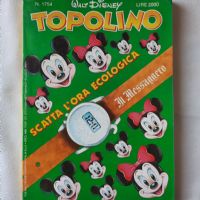 N. 1754
WALT DISNEY
LIRE 2000
TOPOLINO
SCATTA L'ORA ECOLOGICA
Il Messaggero